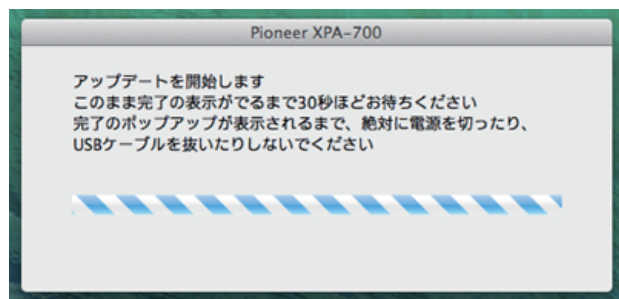 Pioneer XPA-700
アップデートを開始します
このまま完了の表示がでるまで30秒ほどお待ちください
完了のポップアップが表示されるまで、絶対に電源を切ったり、
USBケーブルを抜いたりしないでください